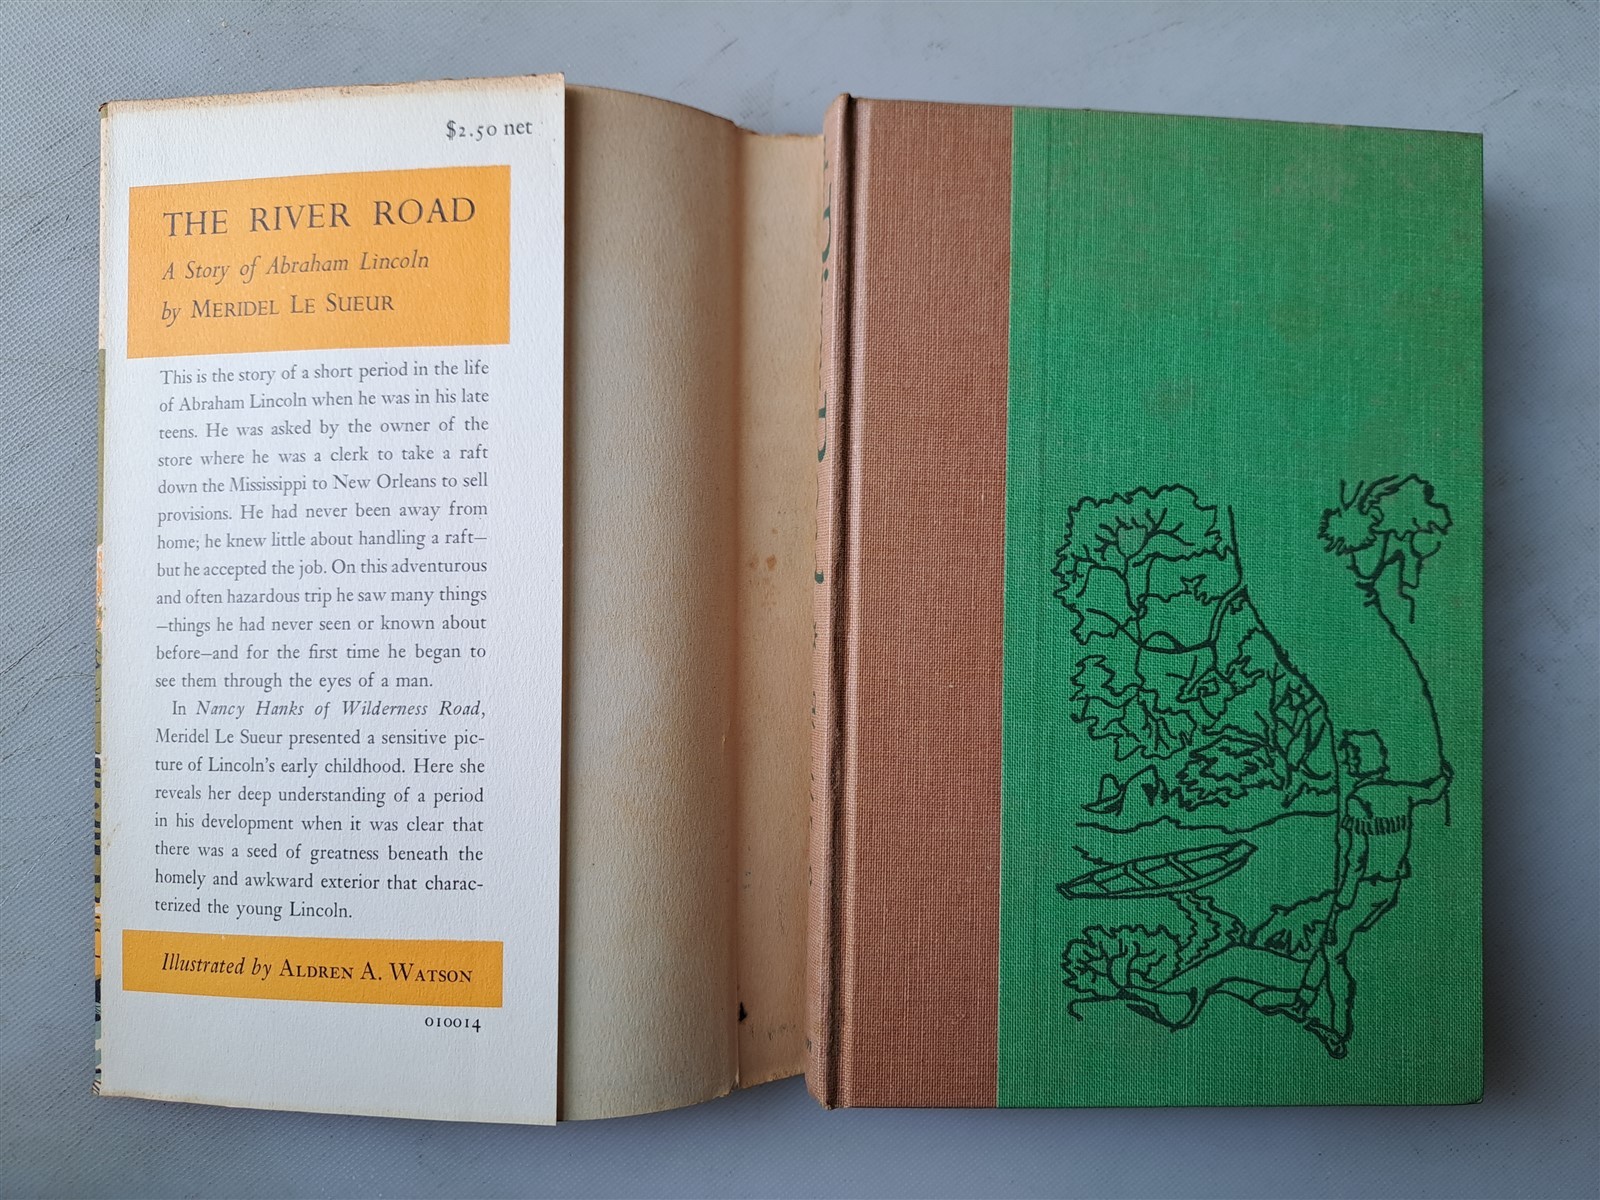 $2.50 net
THE RIVER ROAD
A Story of Abraham Lincoln
by MERIDEL LE SUEUR
This is the story of a short period in the life
of Abraham Lincoln when he was in his late
teens. He was asked by the owner of the
store where he was a clerk to take a raft
down the Mississippi to New Orleans to sell
provisions. He had never been away from
home; he knew little about handling a raft—
but he accepted the job. On this adventurous
and often hazardous trip he saw many things
—things he had never seen or known about
before—and for the first time he began to
see them through the eyes of a man.
In Nancy Hanks of Wilderness Road,
Meridel Le Sueur presented a sensitive pic-
ture of Lincoln's early childhood. Here she
reveals her deep understanding of a period
in his development when it was clear that
there was a seed of greatness beneath the
homely and awkward exterior that charac-
terized the young Lincoln.
Illustrated by ALDREN A. WATSON
010014